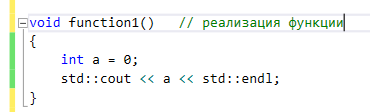 void function1()   // реализация функции
{
    int a = 0;
    std::cout << a << std::endl;
}